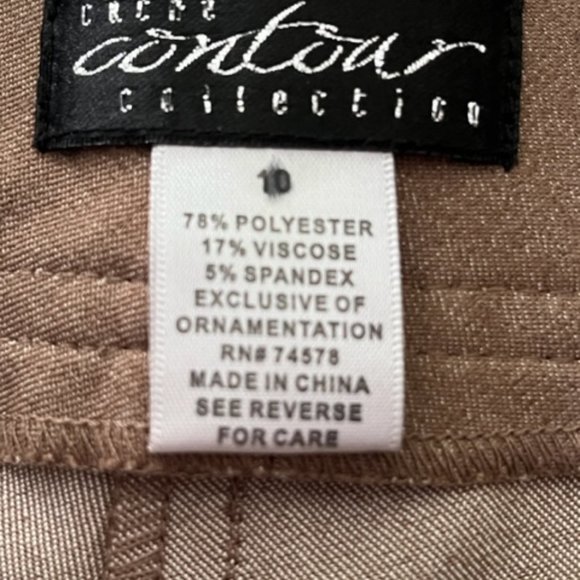 cache
contour
collection
10
78% POLYESTER
17% VISCOSE
5% SPANDEX
EXCLUSIVE OF
ORNAMENTATION
RN# 74578
MADE IN CHINA
SEE REVERSE
FOR CARE